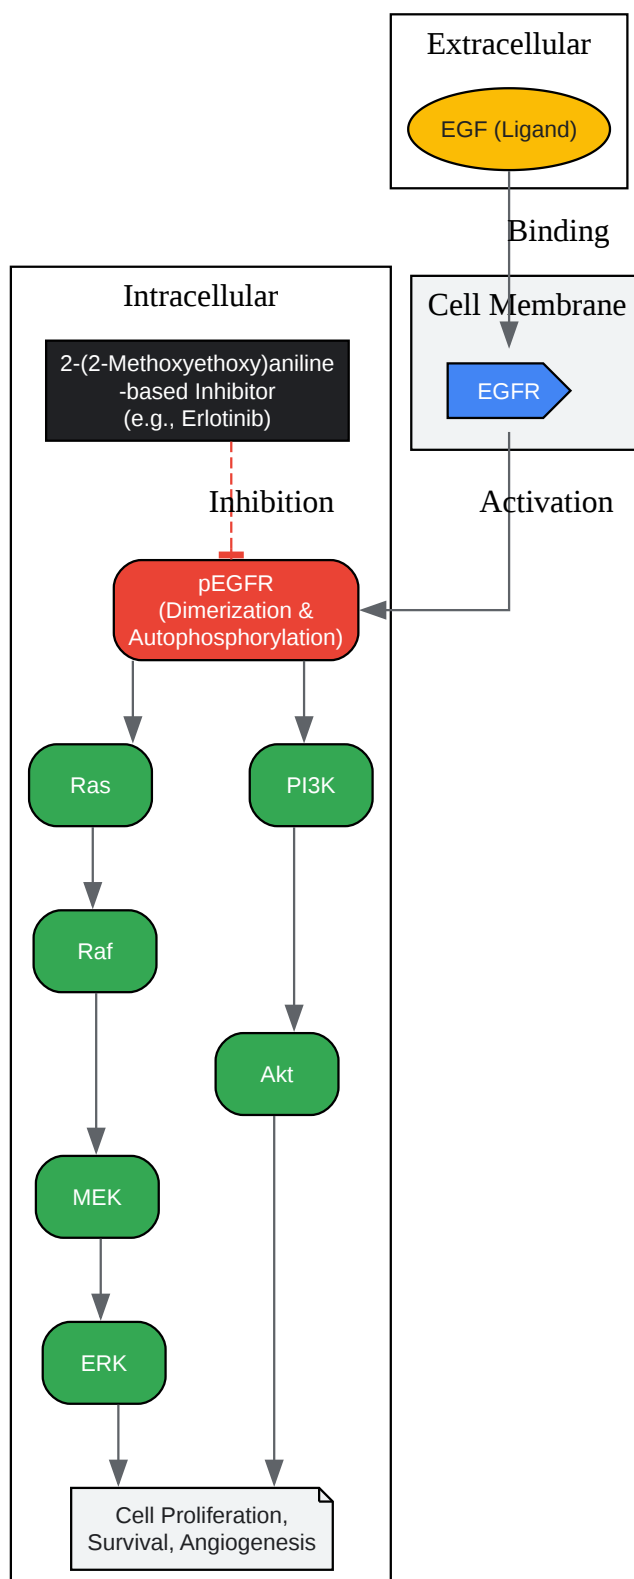 Extracellular
EGF (Ligand)
Binding
Intracellular
Cell Membrane
2-(2-Methoxyethoxy)aniline
-based Inhibitor
(e.g., Erlotinib)
EGFR
Inhibition
Activation
pEGFR
(Dimerization &
Autophosphorylation)
Ras
PI3K
Raf
Akt
MEK
ERK
Cell Proliferation,
Survival, Angiogenesis